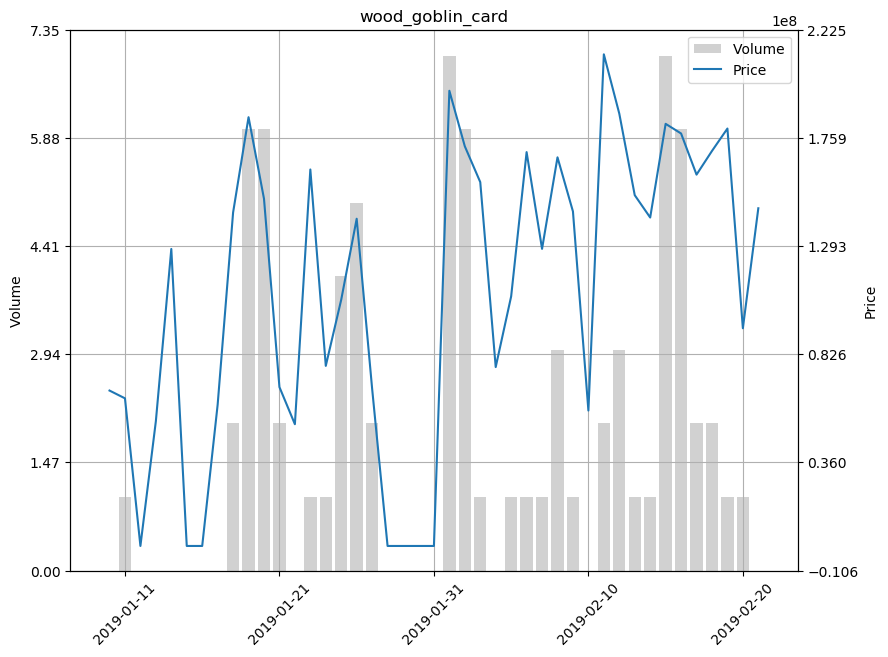 wood_goblin_card
1e8
7.35
5.88
4.41
2.94
1.47
0.00
Volume
2.225
1.759
1.293
0.826
0.360
−0.106
Price
Volume
Price
2019-01-11
2019-01-21
2019-01-31
2019-02-10
2019-02-20